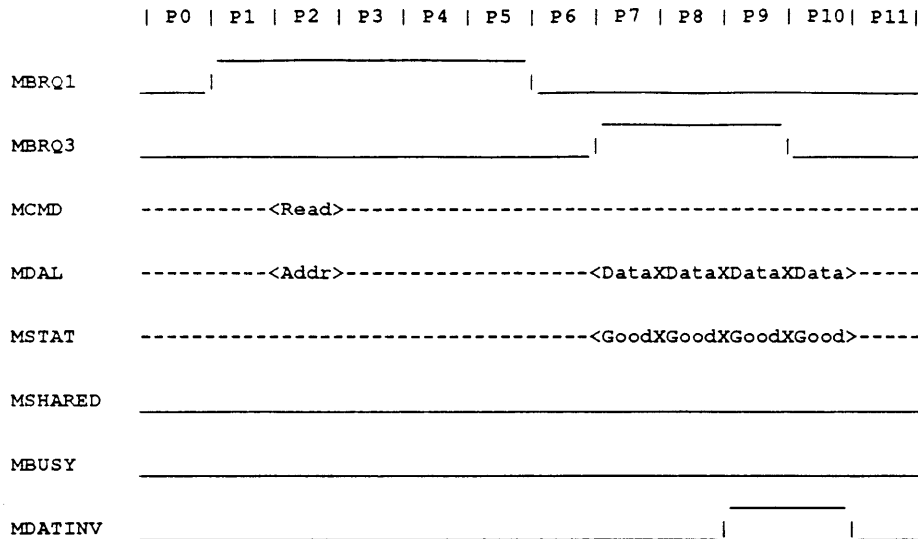 | P0 | P1 | P2 | P3 | P4 | P5 | P6 | P7 | P8 | P9 | P10| P11|
MBRQ1
MBRQ3
MCMD ------------<Read>------------------------------------------------------
MDAL ------------<Addr>------------------------<DataXDataXDataXData>-----
MSTAT ------------------------------------------<GoodXGoodXGoodXGood>-----
MSHARED
MBUSY
MDATINV